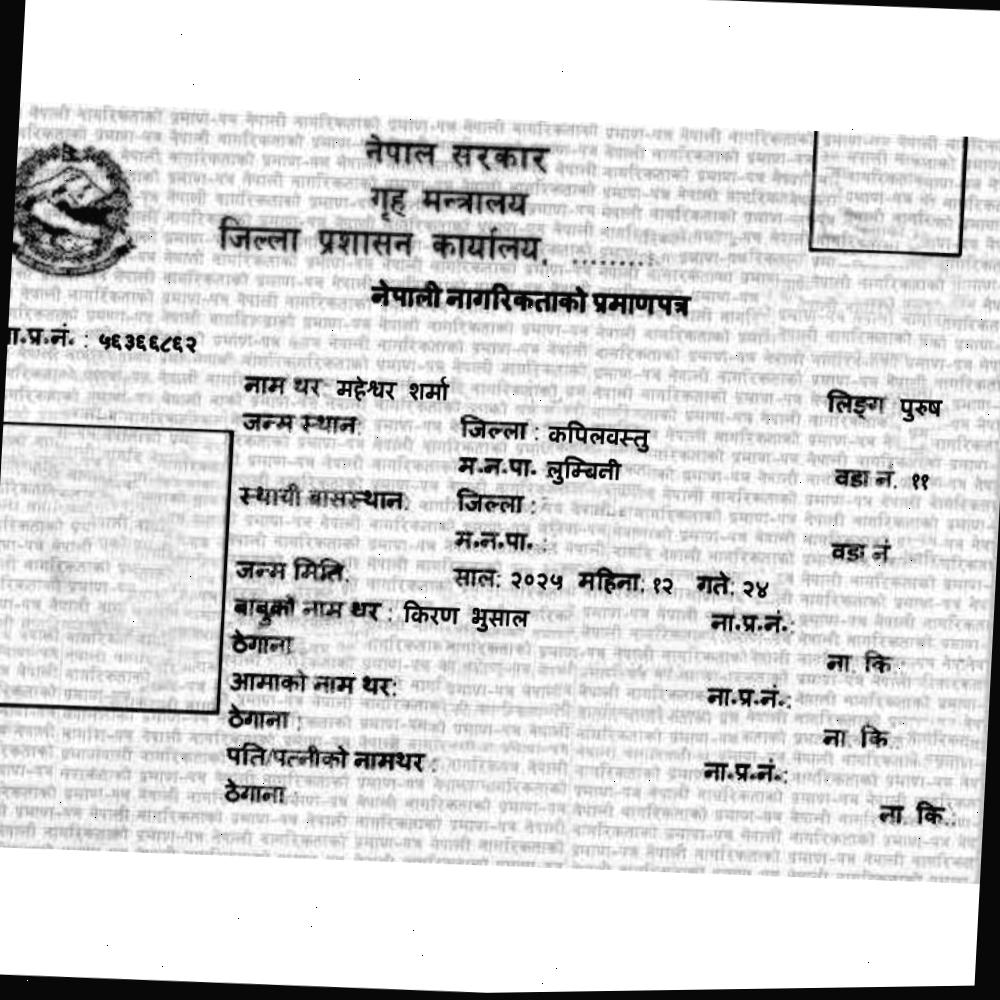 नेपाल सरकार
गृह मन्त्रालय
जिल्ला प्रशासन कार्यालय, ..........
नेपाली नागरिकताको प्रमाणपत्र
ा.प्र.नं. : ५६३६६८६२
नाम थर: महेश्वर शर्मा लिङ्ग पुरुष
जन्म स्थान: जिल्ला : कपिलवस्तु
म.न.पा. लुम्बिनी वडा नं. ११
स्थायी बासस्थान: जिल्ला :
म.न.पा. : वडा नं
जन्म मिति: साल: २०२५ महिना: १२ गते: २४
बाबुको नाम थर : किरण भुसाल ना.प्र.नं.:
ठेगाना ना. कि
आमाको नाम थर: ना.प्र.नं.:
ठेगाना : ना. कि.:
पति/पत्नीको नामथर : ना.प्र.नं.:
ठेगाना : ना. कि.: